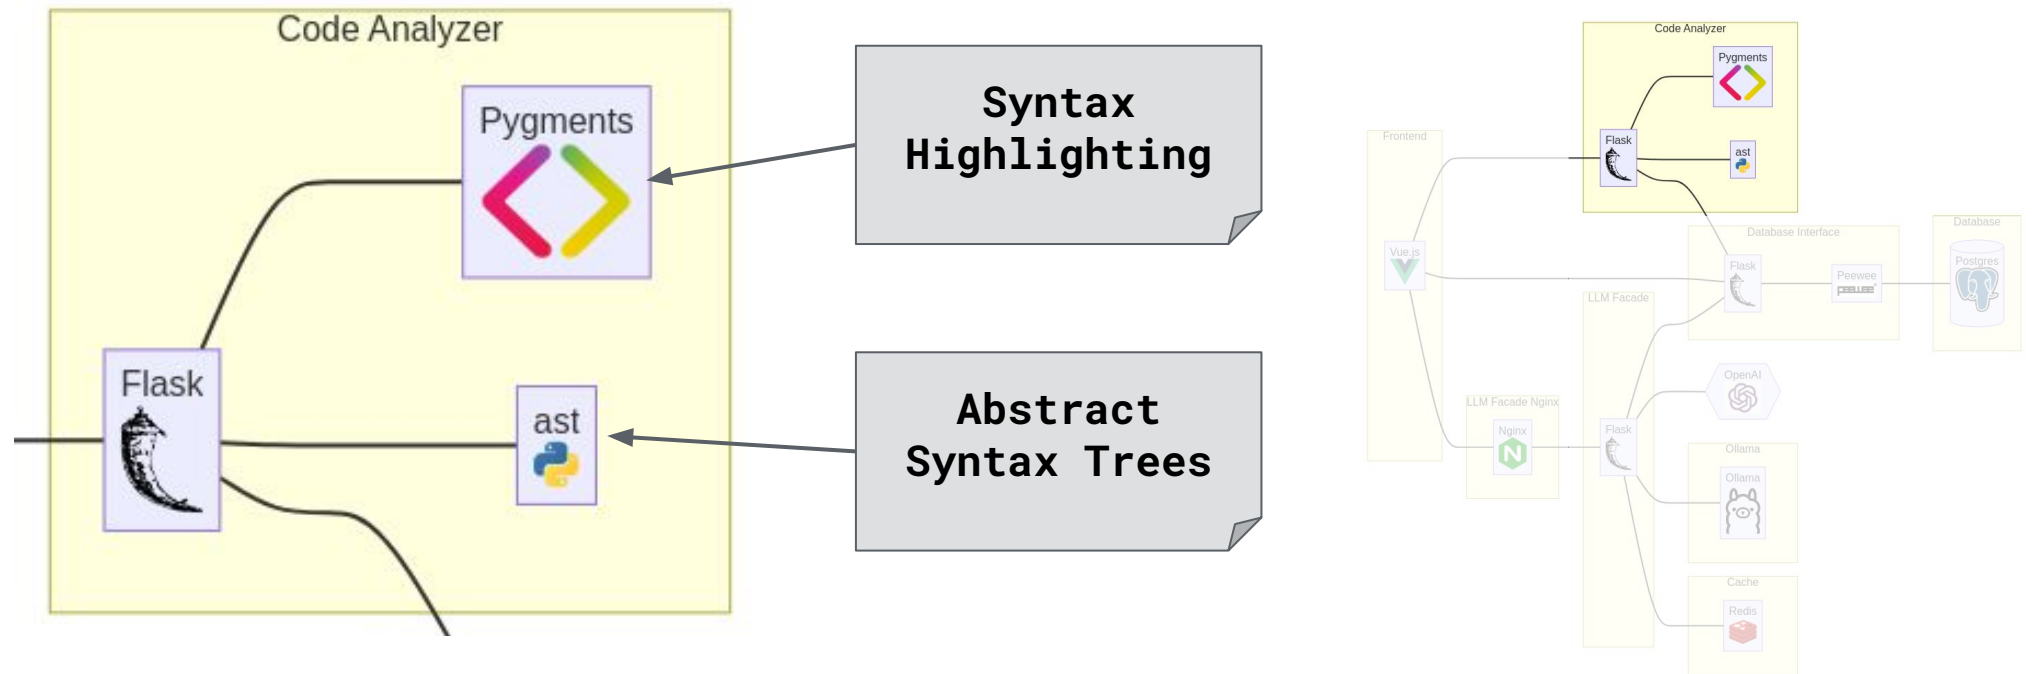 Code Analyzer
Pygments
Flask
ast
Syntax
Highlighting
Abstract
Syntax Trees
Code Analyzer
Pygments
Flask
ast
Frontend
Vue.js
Database Interface
Flask
Peewee
peewee
Database
Postgres
LLM Facade
Flask
LLM Facade Nginx
Nginx
OpenAI
Ollama
Ollama
Cache
Redis